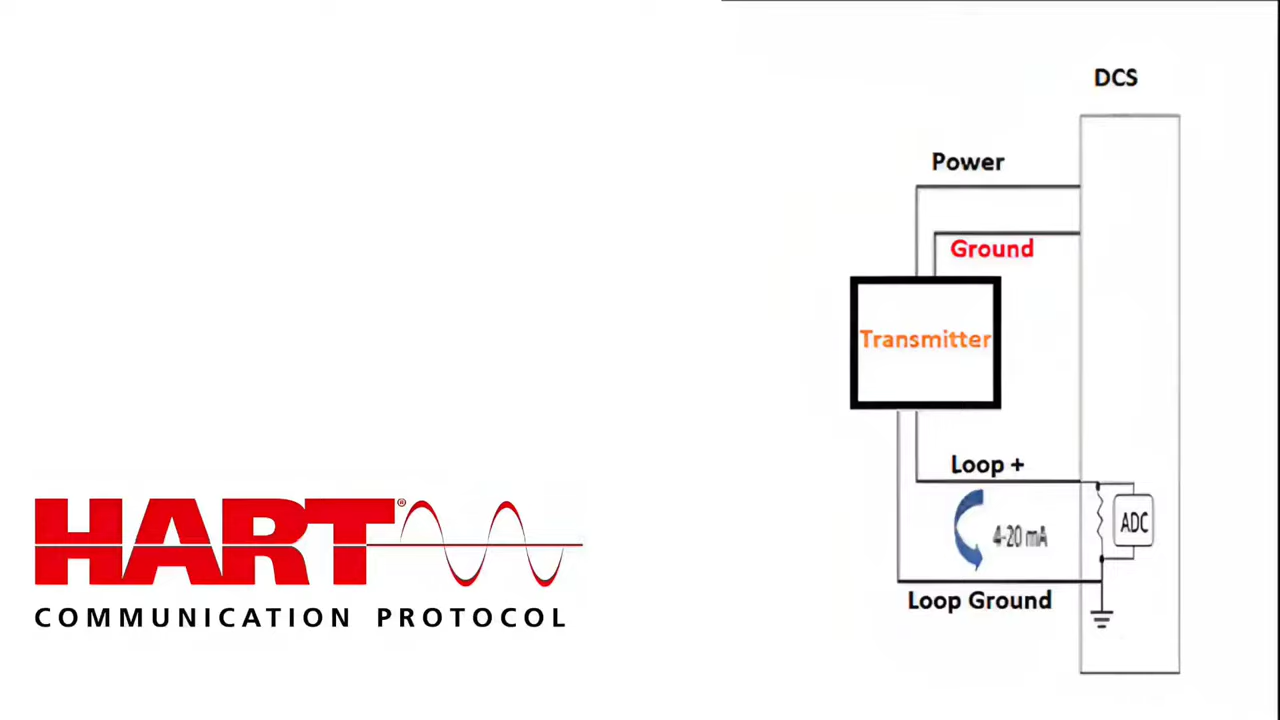 DCS
Power
Ground
Transmitter
Loop +
4-20 mA
ADC
Loop Ground
HART®
COMMUNICATION PROTOCOL